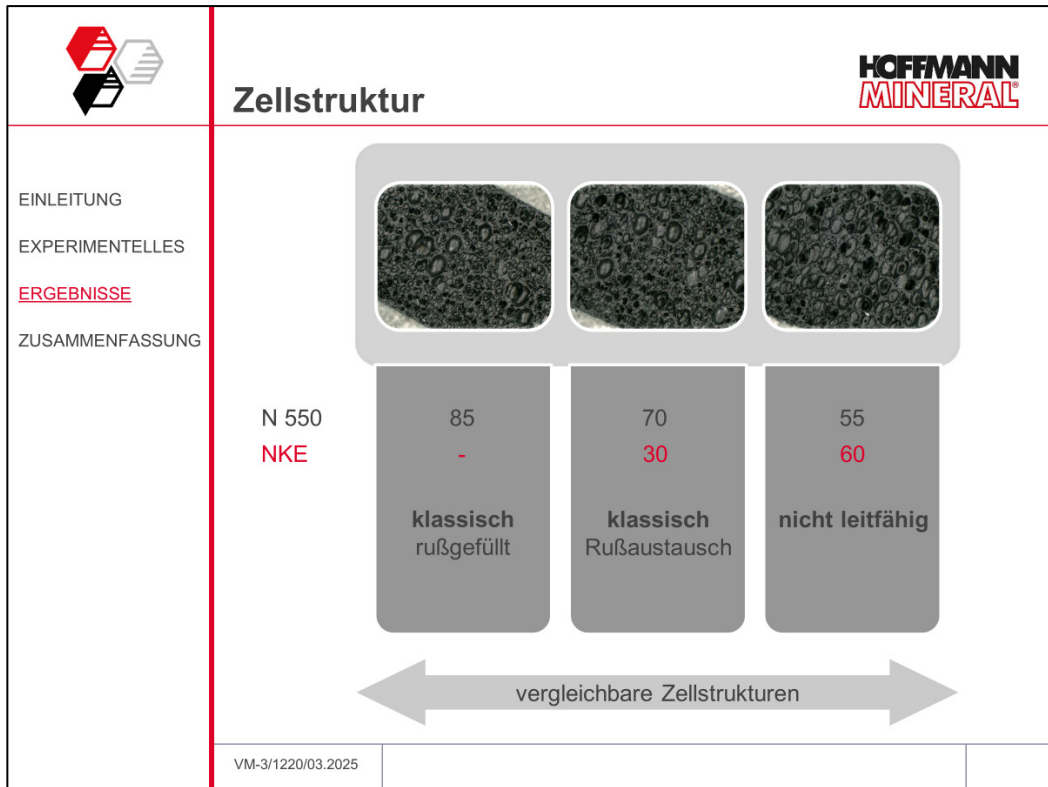 Zellstruktur
HOFFMANN
MINERAL®
EINLEITUNG
EXPERIMENTELLES
ERGEBNISSE
ZUSAMMENFASSUNG
N 550 85 70 55
NKE - 30 60
klassisch klassisch nicht leitfähig
rußgefüllt Rußaustausch
vergleichbare Zellstrukturen
VM-3/1220/03.2025